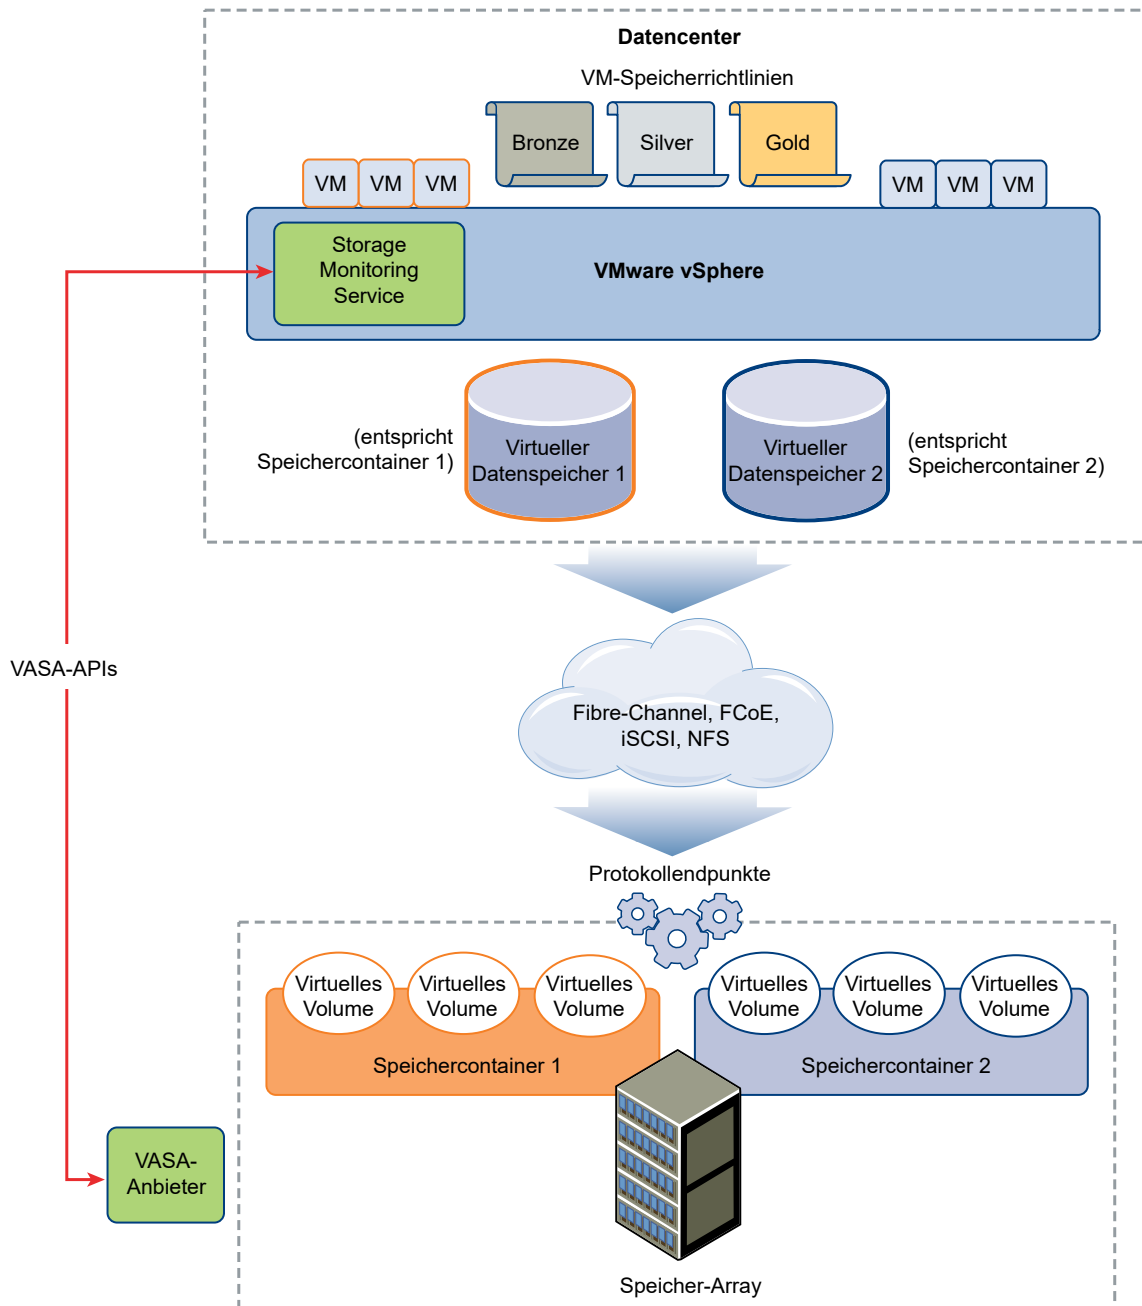 Datencenter
VM-Speicherrichtlinien
Bronze
Silver
Gold
VM
VM
VM
VM
VM
VM
Storage
Monitoring
Service
VMware vSphere
(entspricht
Speichercontainer 1)
Virtueller
Datenspeicher 1
Virtueller
Datenspeicher 2
(entspricht
Speichercontainer 2)
VASA-APIs
Fibre-Channel, FCoE,
iSCSI, NFS
Protokollendpunkte
Virtuelles
Volume
Virtuelles
Volume
Virtuelles
Volume
Virtuelles
Volume
Virtuelles
Volume
Virtuelles
Volume
Speichercontainer 1
Speichercontainer 2
VASA-
Anbieter
Speicher-Array